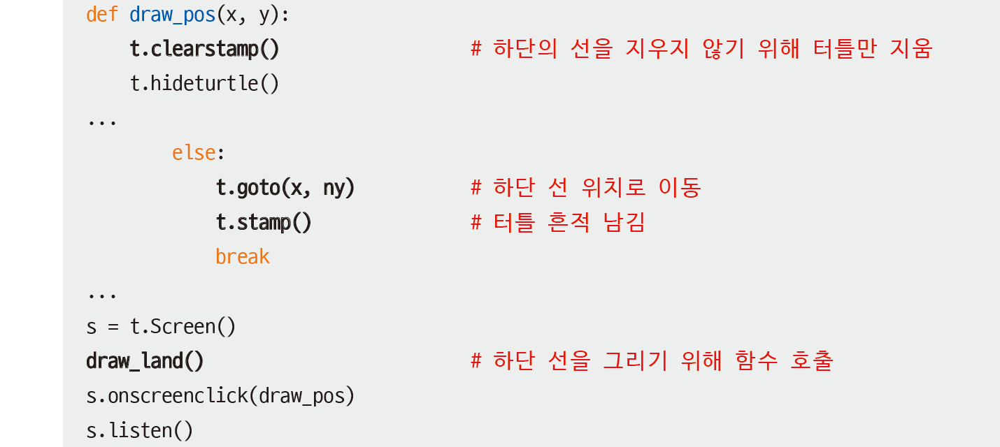 def draw_pos(x, y):
    t.clearstamp()                  # 하단의 선을 지우지 않기 위해 터틀만 지움
    t.hideturtle()
...
        else:
            t.goto(x, ny)           # 하단 선 위치로 이동
            t.stamp()               # 터틀 흔적 남김
            break
...
s = t.Screen()
draw_land()                         # 하단 선을 그리기 위해 함수 호출
s.onscreenclick(draw_pos)
s.listen()